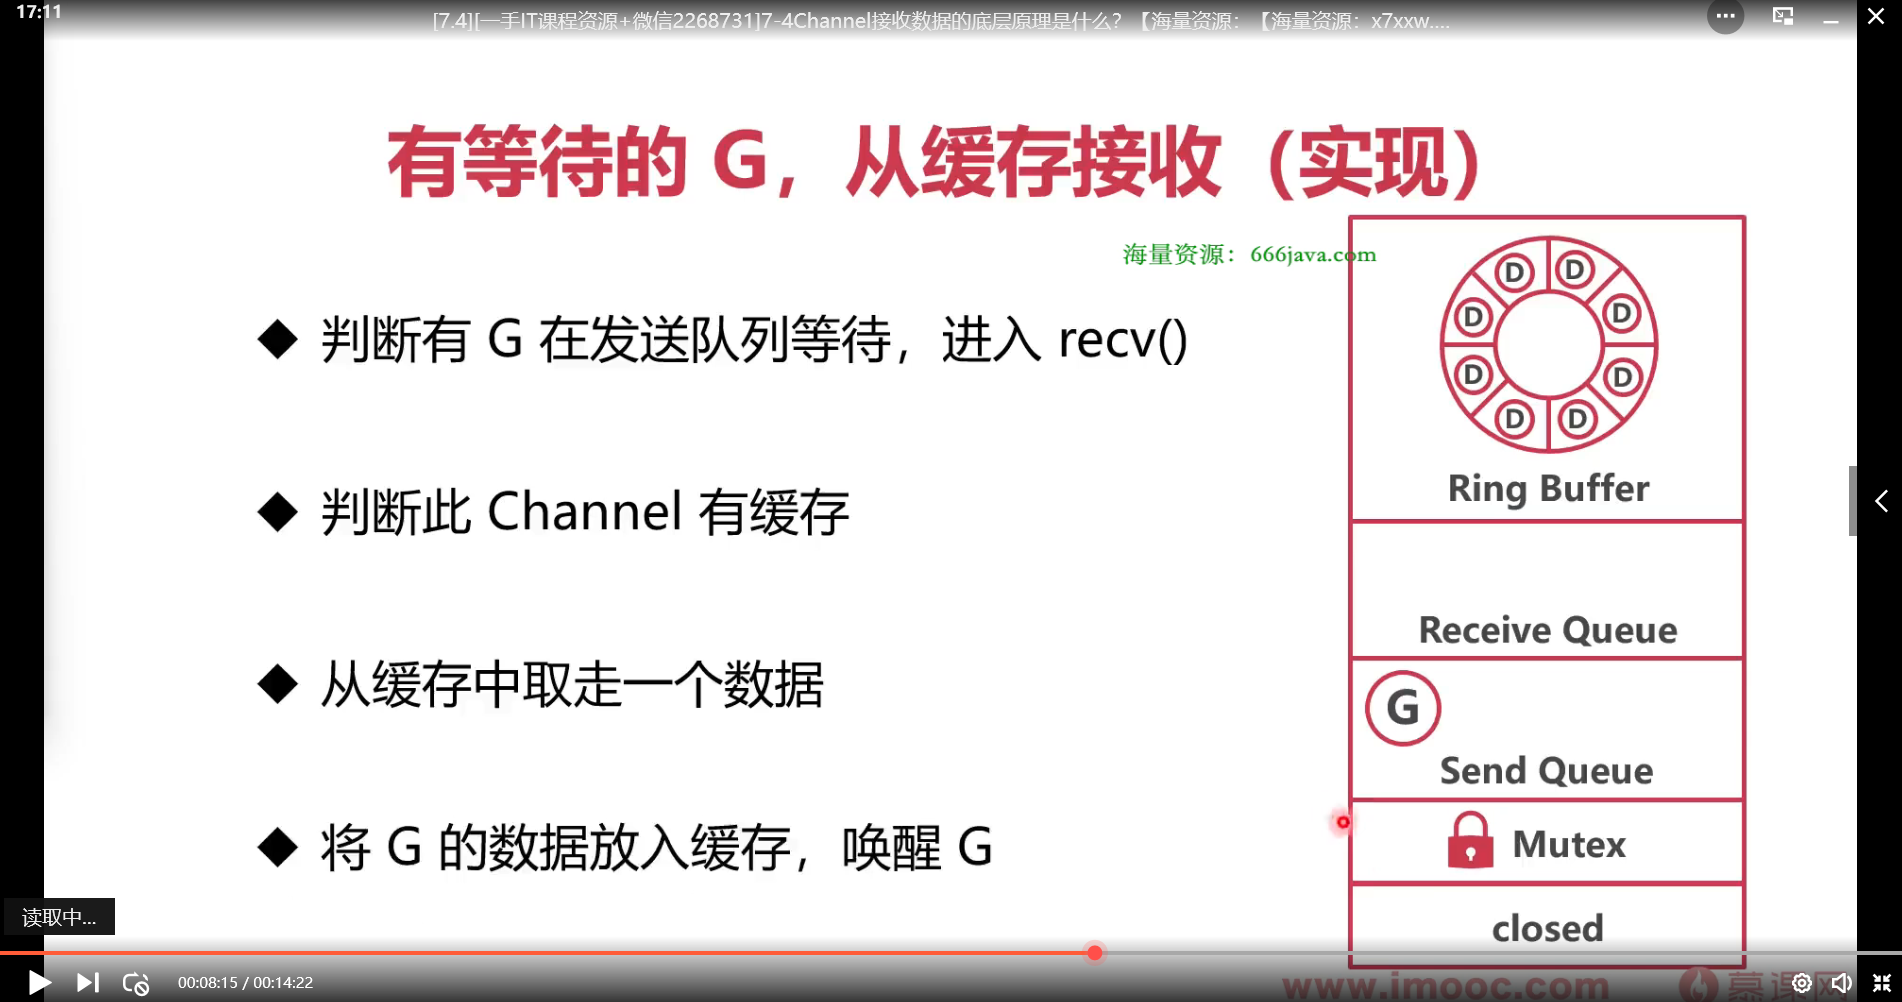 17:11
[7.4][一手IT课程资源+微信2268731]7-4Channel接收数据的底层原理是什么？【海量资源：【海量资源：x7xxw....
有等待的 G，从缓存接收（实现）
海量资源：666java.com
◆ 判断有 G 在发送队列等待，进入 recv()
◆ 判断此 Channel 有缓存
◆ 从缓存中取走一个数据
◆ 将 G 的数据放入缓存，唤醒 G
D D
D D
D D
D D
Ring Buffer
Receive Queue
G
Send Queue
Mutex
closed
读取中...
00:08:15 / 00:14:22
www.imooc.com 慕课网